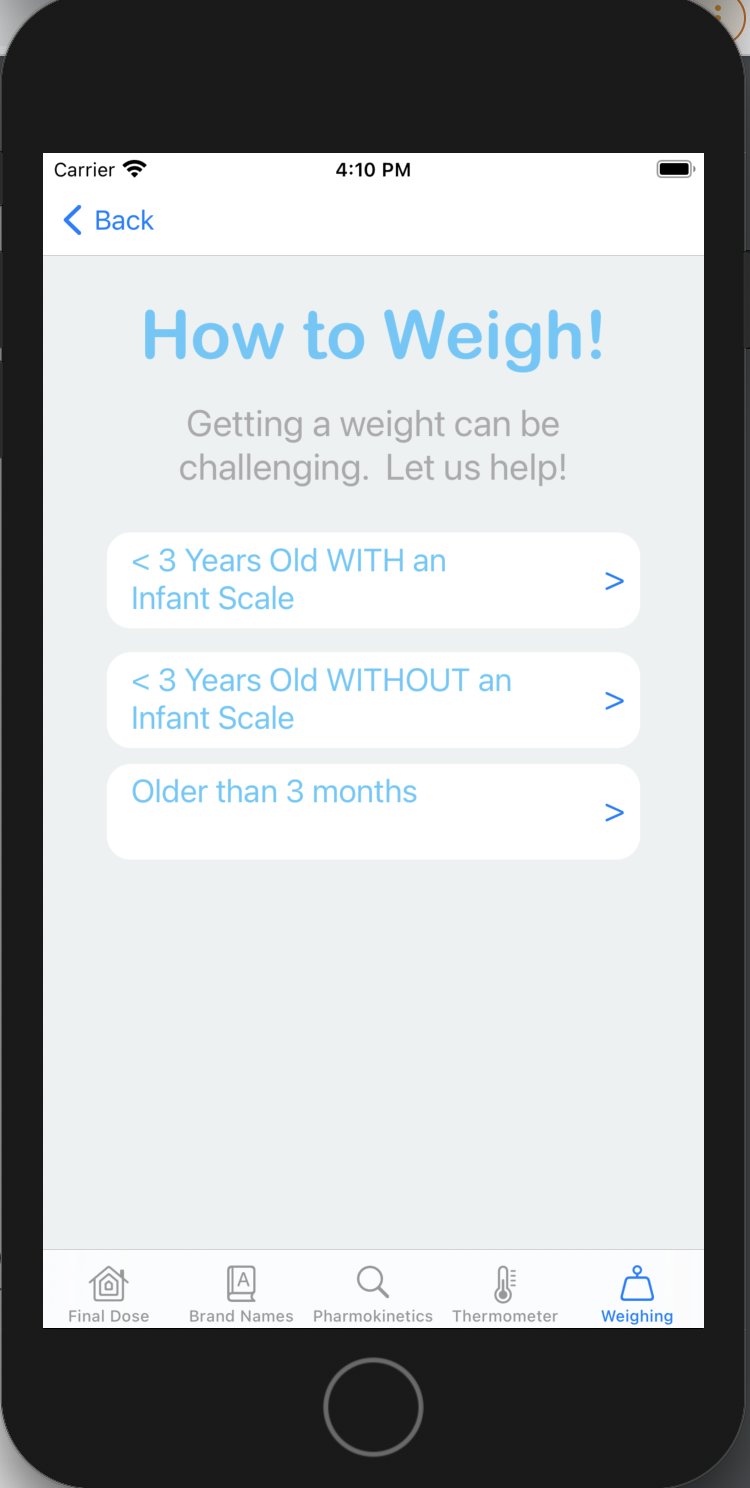 Carrier 4:10 PM
Back
How to Weigh!
Getting a weight can be
challenging.  Let us help!
< 3 Years Old WITH an
Infant Scale
>
< 3 Years Old WITHOUT an
Infant Scale
>
Older than 3 months
>
A
Final Dose Brand Names Pharmokinetics Thermometer Weighing